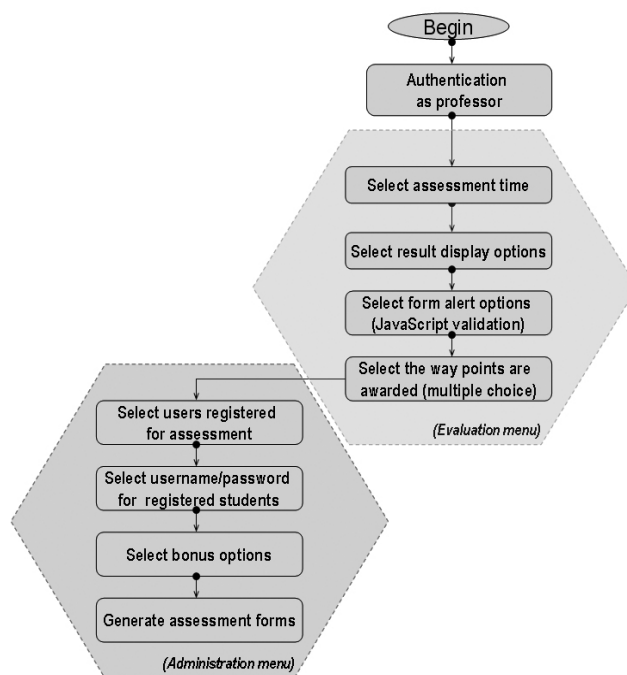 Begin
Authentication
as professor
Select assessment time
Select result display options
Select form alert options
(JavaScript validation)
Select the way points are
awarded (multiple choice)
(Evaluation menu)
Select users registered
for assessment
Select username/password
for registered students
Select bonus options
Generate assessment forms
(Administration menu)